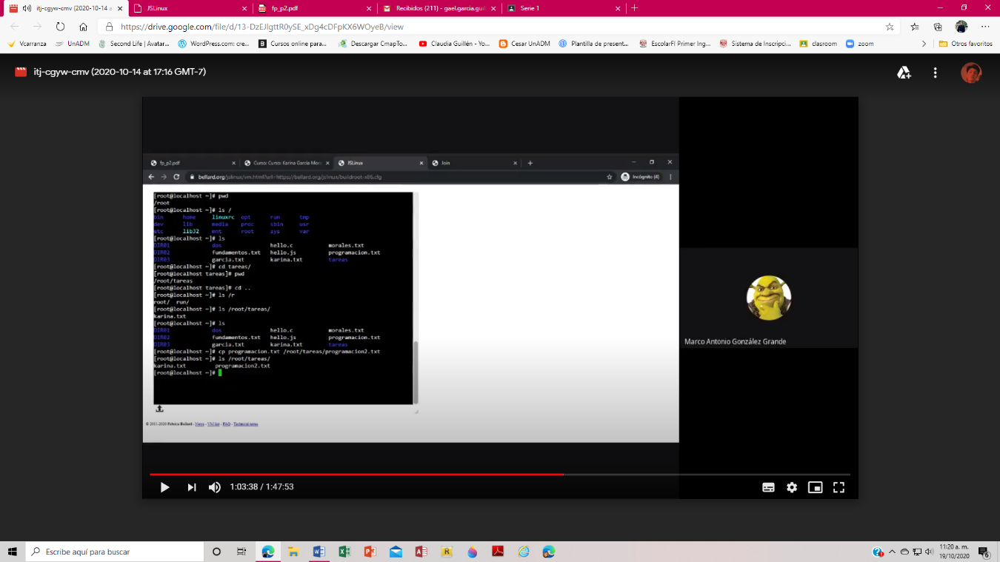 itj-cgyw-cmv (2020-10-14 a
JSLinux
fp_p2.pdf
Recibidos (211) - gael.garcia.gui
Serie 1
https://drive.google.com/file/d/13-DzEJlgttR0ySE_xDg4cDFpKX6WOyeB/view
Vcarranza
UnADM
Second Life | Avatar...
WordPress.com: cre...
Cursos online para...
Descargar CmapTo...
Claudia Guillén - Yo...
Cesar UnADM
Plantilla de present...
EscolarFI Primer Ing...
Sistema de Inscripci...
clasroom
zoom
Otros favoritos
itj-cgyw-cmv (2020-10-14 at 17:16 GMT-7)
fp_p2.pdf
Curso: Curso: Karina García Mor
JSLinux
Join
bellard.org/jslinux/vm.html?url=https://bellard.org/jslinux/buildroot-x86.cfg
Incógnito (4)
[root@localhost ~]# pwd
/root
[root@localhost ~]# ls /
bin home linuxrc opt run tmp
dev lib media proc sbin usr
etc lib32 mnt root sys var
[root@localhost ~]# ls
DIR01 dos hello.c morales.txt
DIR02 fundamentos.txt hello.js programacion.txt
DIR03 garcia.txt karina.txt tareas
[root@localhost ~]# cd tareas/
[root@localhost tareas]# pwd
/root/tareas
[root@localhost tareas]# cd ..
[root@localhost ~]# ls /r
root/ run/
[root@localhost ~]# ls /root/tareas/
karina.txt
[root@localhost ~]# ls
DIR01 dos hello.c morales.txt
DIR02 fundamentos.txt hello.js programacion.txt
DIR03 garcia.txt karina.txt tareas
[root@localhost ~]# cp programacion.txt /root/tareas/programacion2.txt
[root@localhost ~]# ls /root/tareas/
karina.txt programacion2.txt
[root@localhost ~]#
© 2011-2020 Fabrice Bellard - News - VM list - FAQ - Technical notes
Marco Antonio González Grande
1:03:38 / 1:47:53
Escribe aquí para buscar
11:20 a. m.
19/10/2020
6